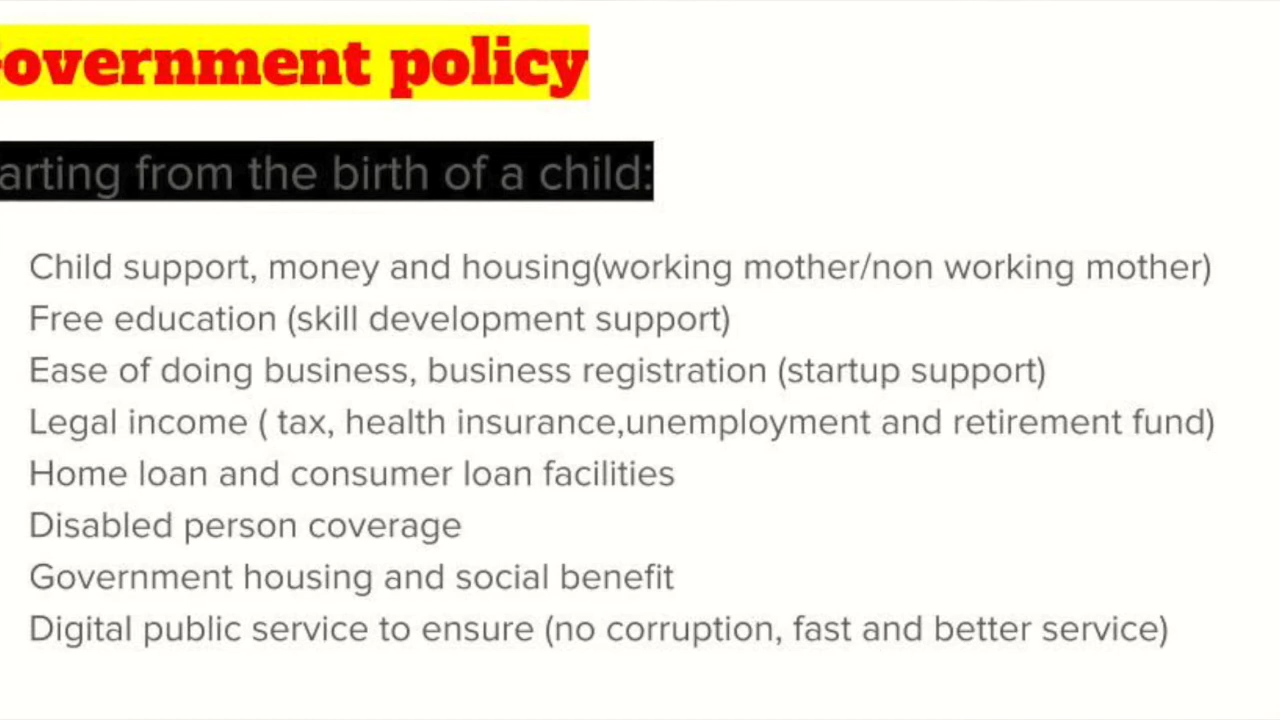 overnment policy
arting from the birth of a child:
Child support, money and housing(working mother/non working mother)
Free education (skill development support)
Ease of doing business, business registration (startup support)
Legal income ( tax, health insurance,unemployment and retirement fund)
Home loan and consumer loan facilities
Disabled person coverage
Government housing and social benefit
Digital public service to ensure (no corruption, fast and better service)